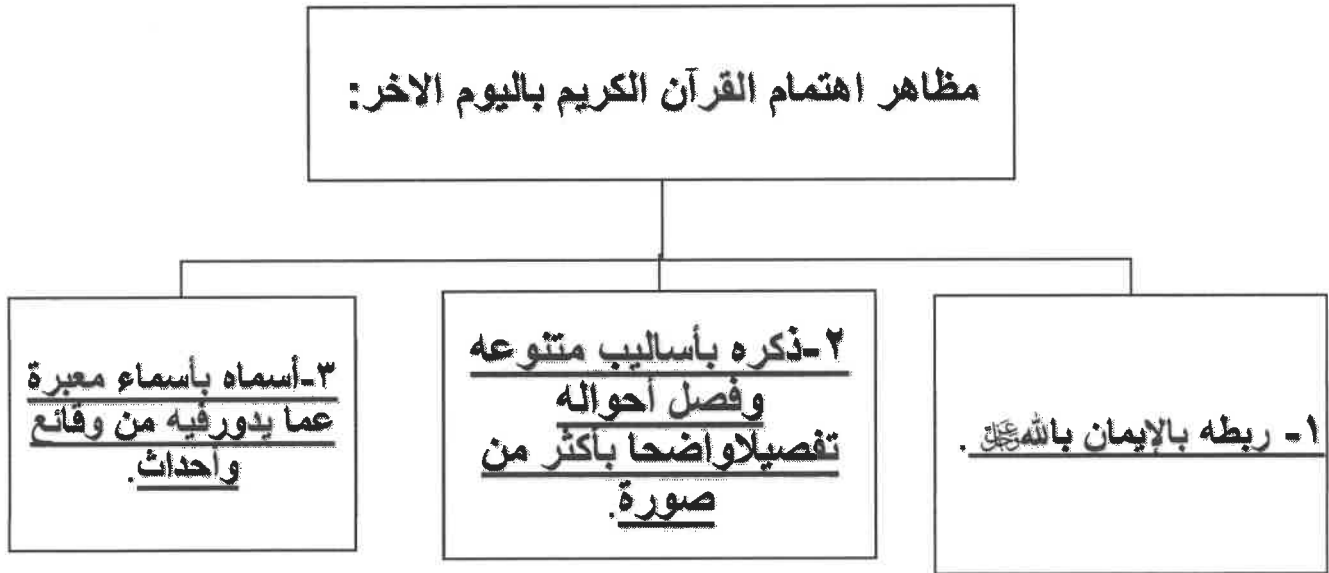 مظاهر اهتمام القرآن الكريم باليوم الاخر:
١- ربطه بالإيمان بالله ﷻ .
٢-ذكره بأساليب متنوعه
وفصل أحواله
تفصيلاواضحا بأكثر من
صورة.
٣-أسماه بأسماء معبرة
عما يدورفيه من وقائع
وأحداث.